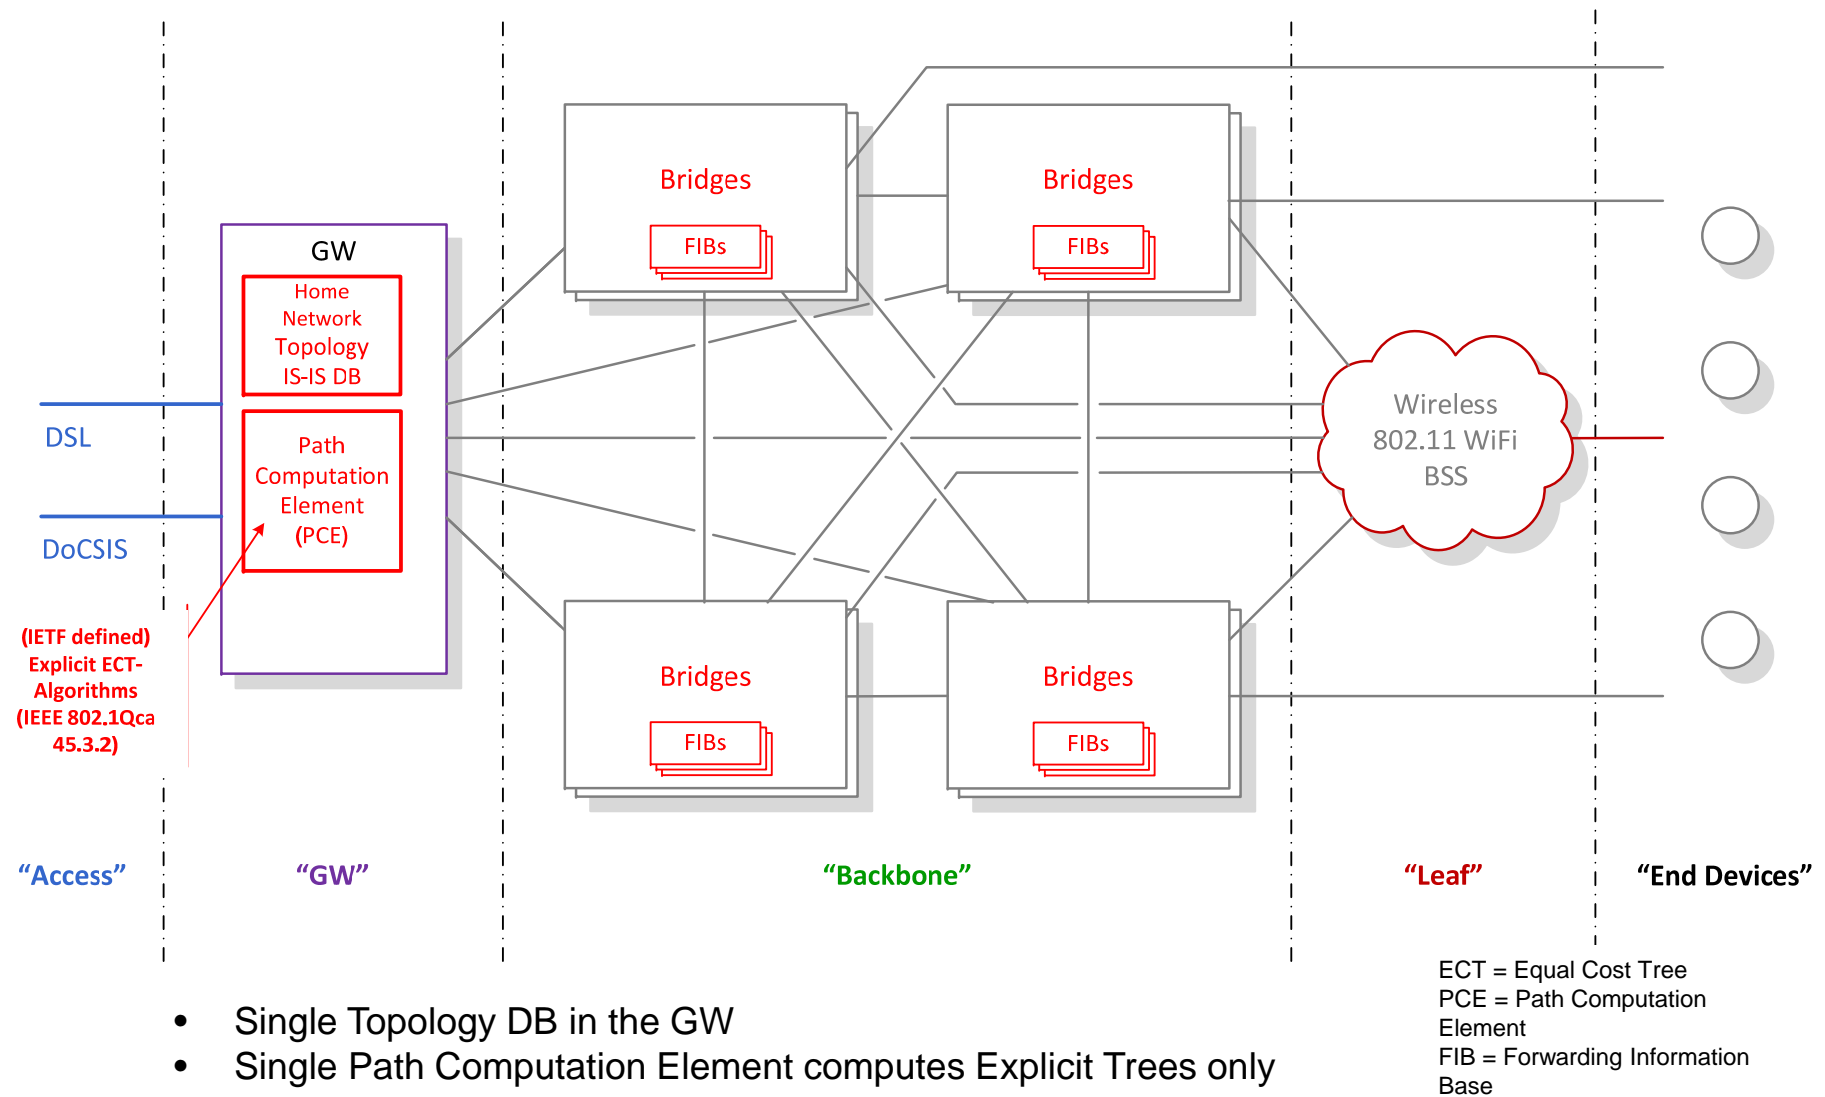 Bridges
FIBs
Bridges
FIBs
GW
Home
Network
Topology
IS-IS DB
Path
Computation
Element
(PCE)
DSL
DoCSIS
Wireless
802.11 WiFi
BSS
(IETF defined)
Explicit ECT-
Algorithms
(IEEE 802.1Qca
45.3.2)
Bridges
FIBs
Bridges
FIBs
“Access”
“GW”
“Backbone”
“Leaf”
“End Devices”
• Single Topology DB in the GW
• Single Path Computation Element computes Explicit Trees only
ECT = Equal Cost Tree
PCE = Path Computation
Element
FIB = Forwarding Information
Base